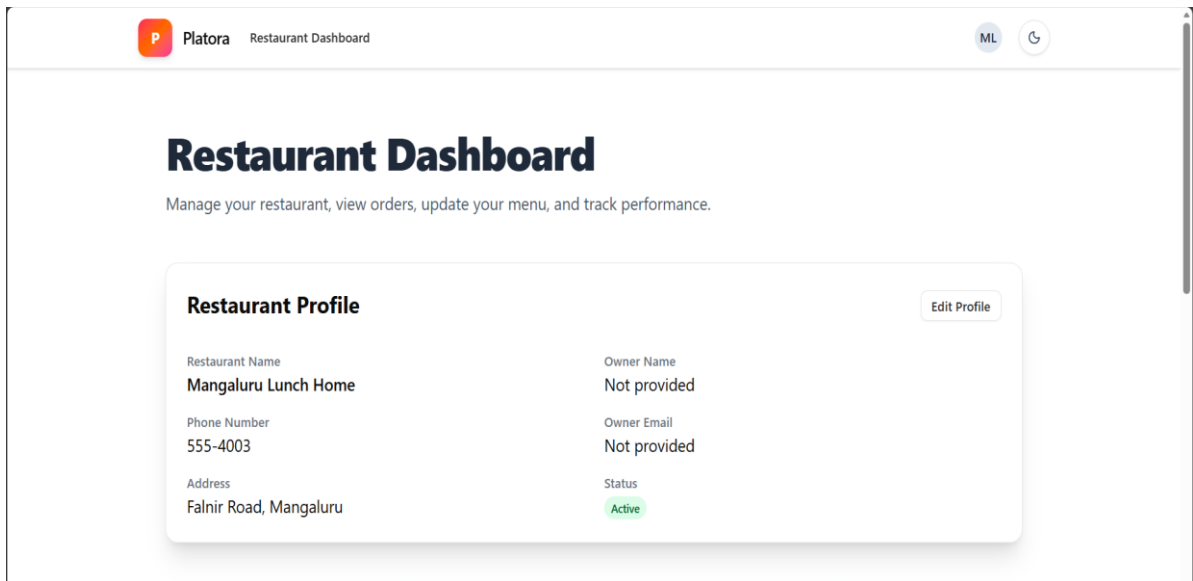 P Platora Restaurant Dashboard ML
Restaurant Dashboard
Manage your restaurant, view orders, update your menu, and track performance.
Restaurant Profile Edit Profile
Restaurant Name Owner Name
Mangaluru Lunch Home Not provided
Phone Number Owner Email
555-4003 Not provided
Address Status
Falnir Road, Mangaluru Active